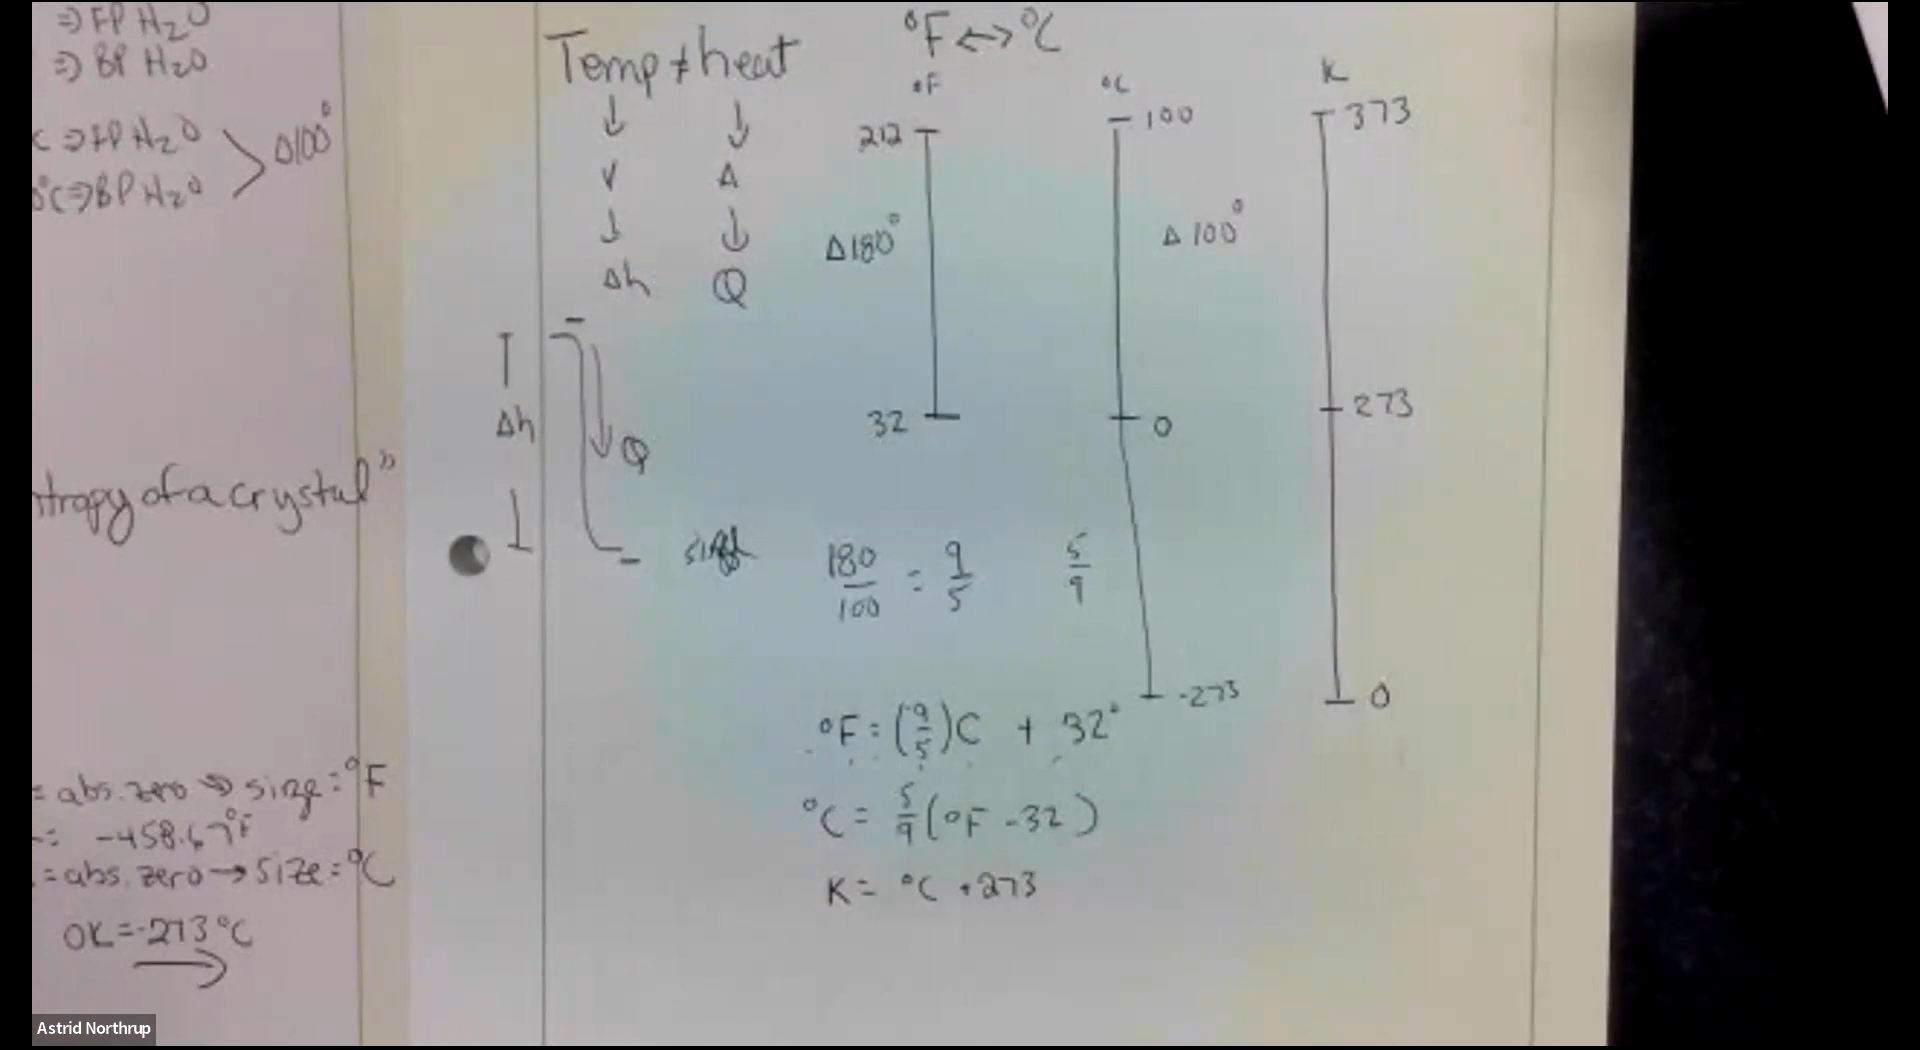 ⇒ FP H2O
⇒ BP H2O
C ⇒ FP H2O
0°C ⇒ BP H2O
Δ100°
tropy of a crystal"
= abs. zero → size = °F
= -458.67°F
= abs. zero → size = °C
0K = -273°C
Temp ≠ heat
↓ ↓
V Δ
↓ ↓
Δh Q
Δh
Q
°F ↔ °C
°F °C K
212 100 373
Δ180° Δ100°
32 0 273
180/100 = 9/5 5/9
-273 0
°F = (9/5)C + 32°
°C = 5/9(°F - 32)
K = °C + 273
Astrid Northrup